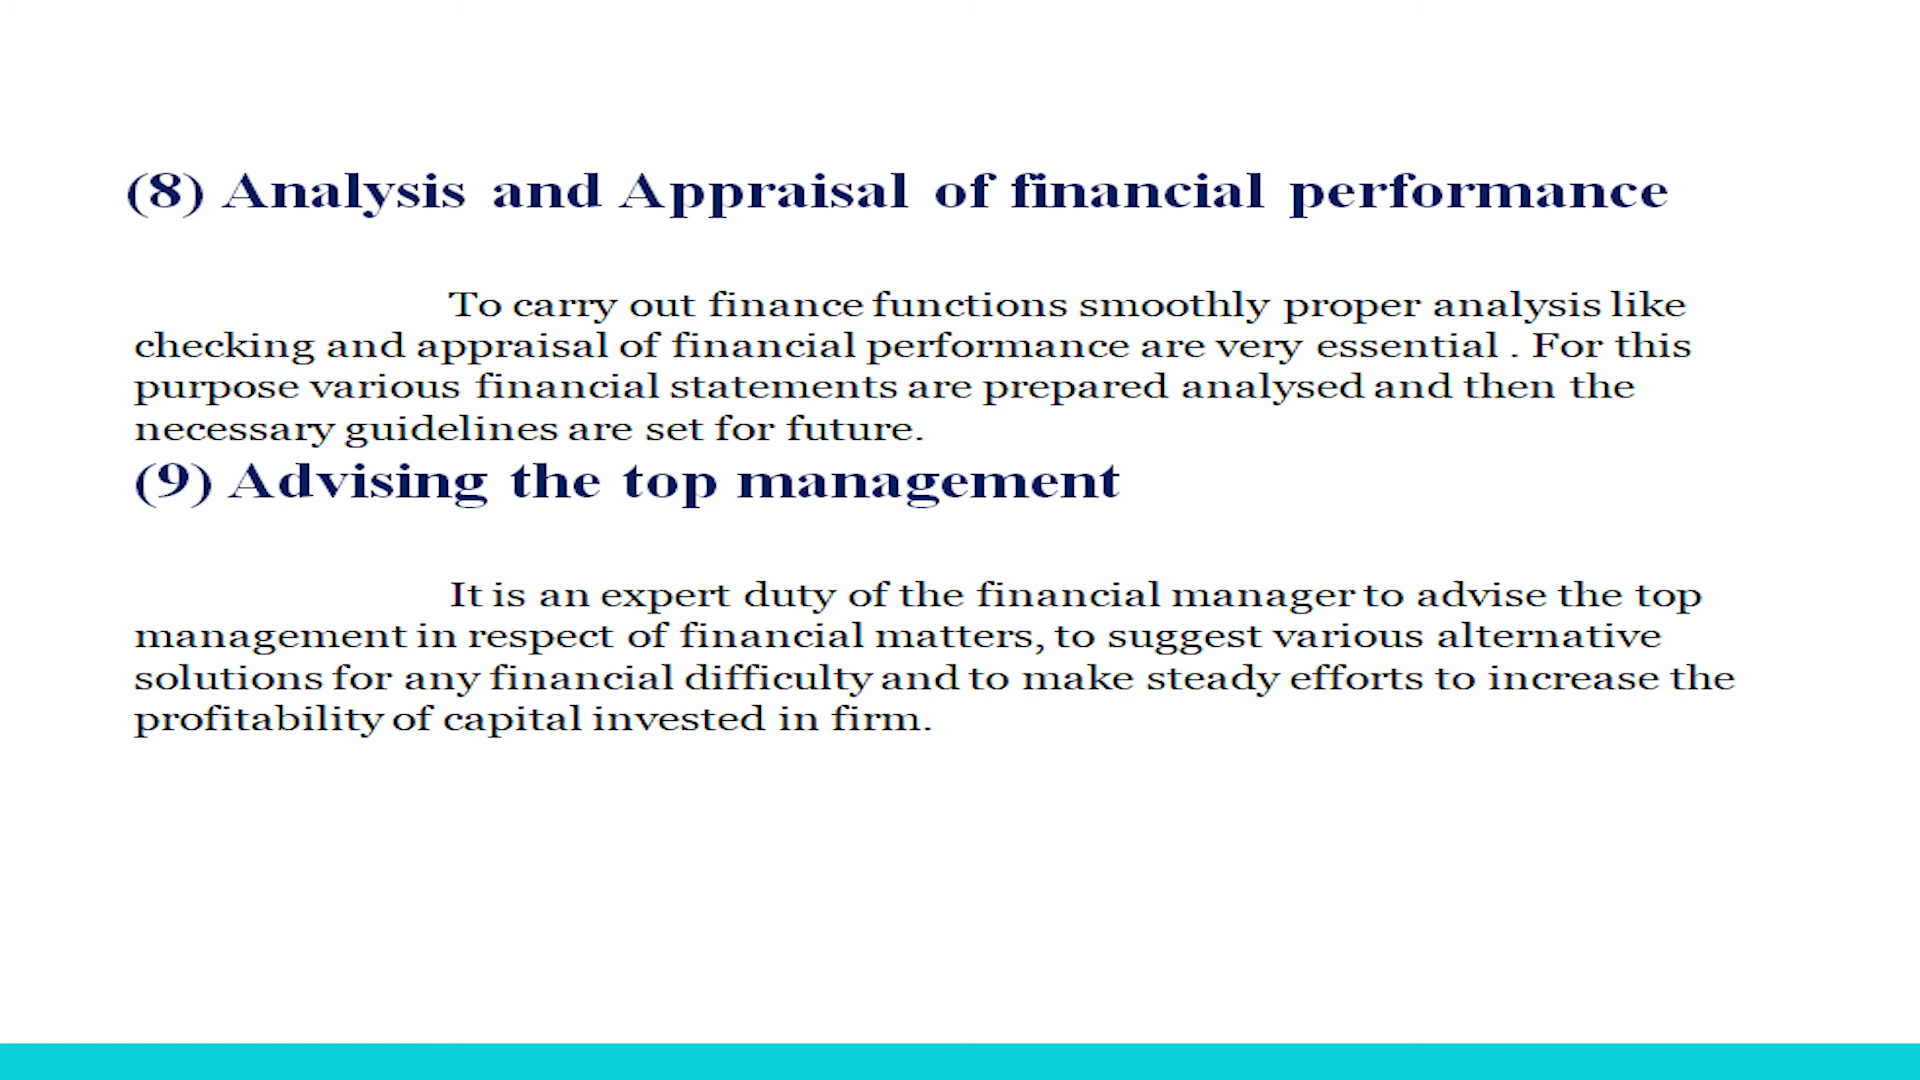 (8) Analysis and Appraisal of financial performance
To carry out finance functions smoothly proper analysis like
checking and appraisal of financial performance are very essential . For this
purpose various financial statements are prepared analysed and then the
necessary guidelines are set for future.
(9) Advising the top management
It is an expert duty of the financial manager to advise the top
management in respect of financial matters, to suggest various alternative
solutions for any financial difficulty and to make steady efforts to increase the
profitability of capital invested in firm.